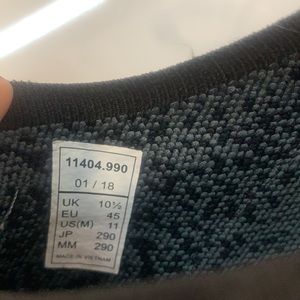 11404.990
01 / 18
UK 10½
EU 45
US(M) 11
JP 290
MM 290
MADE IN VIETNAM